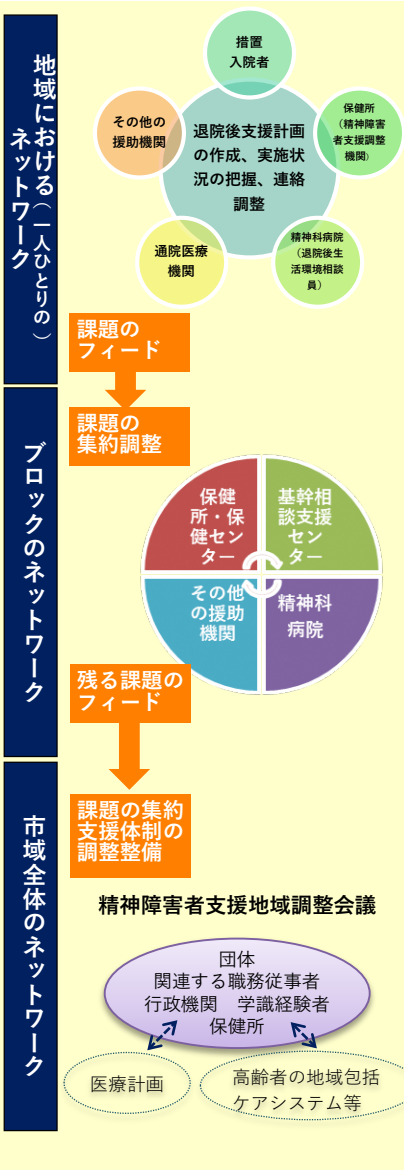 地域における（一人ひとりの）
ネットワーク
措置
入院者
その他の
援助機関
保健所
（精神障害
者支援調整
機関）
退院後支援計画
の作成、実施状
況の把握、連絡
調整
通院医療
機関
精神科病院
（退院後生
活環境相談
員）
課題の
フィード
課題の
集約調整
ブロックのネットワーク
保健
所・保
健セン
ター
基幹相
談支援
セン
ター
その他
の援助
機関
精神科
病院
残る課題の
フィード
課題の集約
支援体制の
調整整備
市域全体のネットワーク
精神障害者支援地域調整会議
団体
関連する職務従事者
行政機関　学識経験者
保健所
医療計画
高齢者の地域包括
ケアシステム等